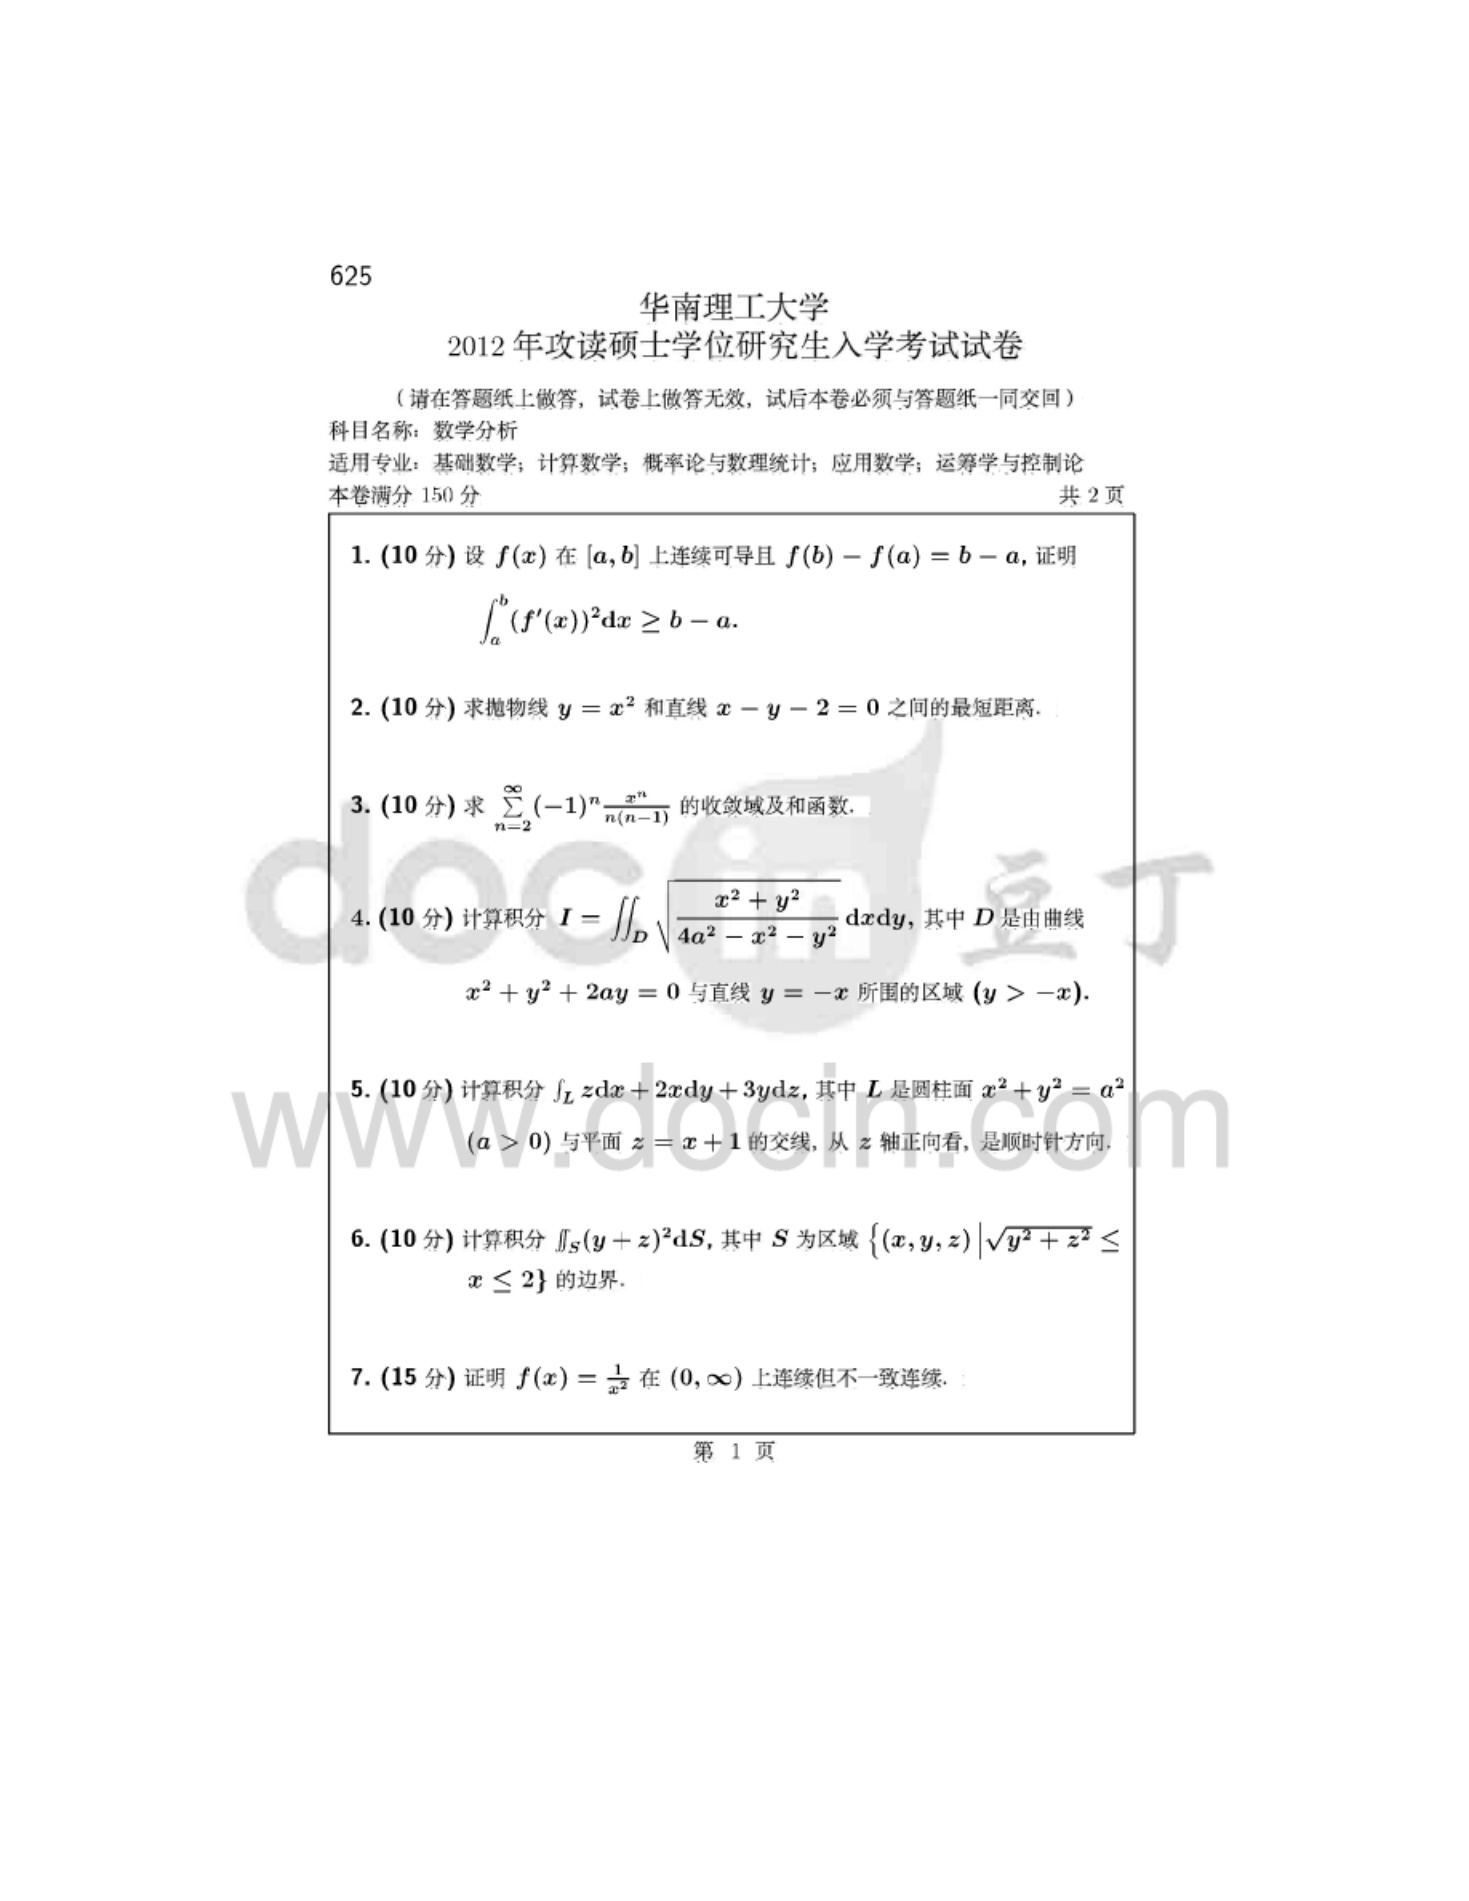 625
华南理工大学
2012 年攻读硕士学位研究生入学考试试卷
（请在答题纸上做答，试卷上做答无效，试后本卷必须与答题纸一同交回）
科目名称：数学分析
适用专业：基础数学；计算数学；概率论与数理统计；应用数学；运筹学与控制论
本卷满分 150 分 共 2 页
1. (10 分) 设 f(x) 在 [a, b] 上连续可导且 f(b) − f(a) = b − a, 证明
∫_a^b (f′(x))²dx ≥ b − a.
2. (10 分) 求抛物线 y = x² 和直线 x − y − 2 = 0 之间的最短距离.
3. (10 分) 求 ∑_{n=2}^{∞} (−1)ⁿ xⁿ/(n(n−1)) 的收敛域及和函数.
4. (10 分) 计算积分 I = ∬_D √((x² + y²)/(4a² − x² − y²)) dxdy, 其中 D 是由曲线
x² + y² + 2ay = 0 与直线 y = −x 所围的区域 (y > −x).
5. (10 分) 计算积分 ∫_L zdx + 2xdy + 3ydz, 其中 L 是圆柱面 x² + y² = a²
(a > 0) 与平面 z = x + 1 的交线, 从 z 轴正向看, 是顺时针方向.
6. (10 分) 计算积分 ∬_S (y + z)²dS, 其中 S 为区域 {(x, y, z) | √(y² + z²) ≤
x ≤ 2} 的边界.
7. (15 分) 证明 f(x) = 1/x² 在 (0, ∞) 上连续但不一致连续.
第 1 页
docin 豆丁
www.docin.com